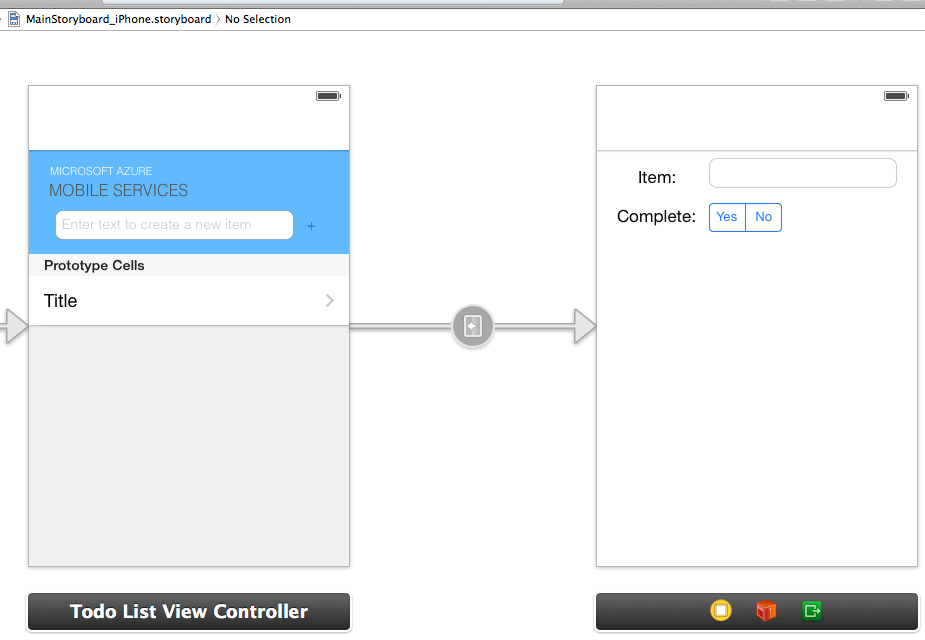 MainStoryboard_iPhone.storyboard 〉 No Selection
MICROSOFT AZURE
MOBILE SERVICES
Enter text to create a new item +
Prototype Cells
Title
Item:
Complete: Yes No
Todo List View Controller